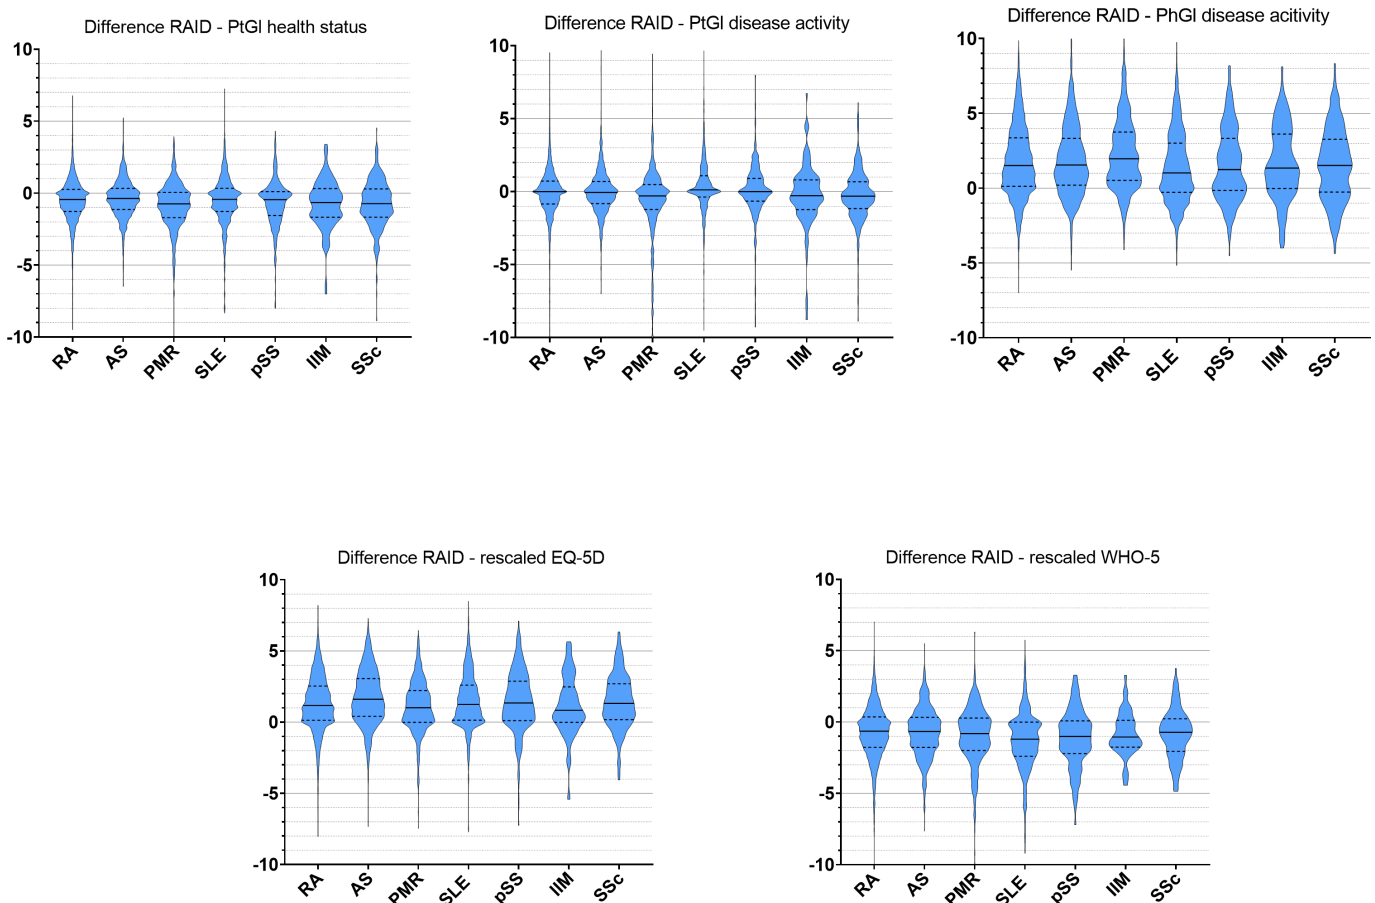 Difference RAID - PtGl health status
10
5
0
-5
-10
RA AS PMR SLE pSS IIM SSc
Difference RAID - PtGl disease activity
10
5
0
-5
-10
RA AS PMR SLE pSS IIM SSc
Difference RAID - PhGl disease acitivity
10
5
0
-5
-10
RA AS PMR SLE pSS IIM SSc
Difference RAID - rescaled EQ-5D
10
5
0
-5
-10
RA AS PMR SLE pSS IIM SSc
Difference RAID - rescaled WHO-5
10
5
0
-5
-10
RA AS PMR SLE pSS IIM SSc